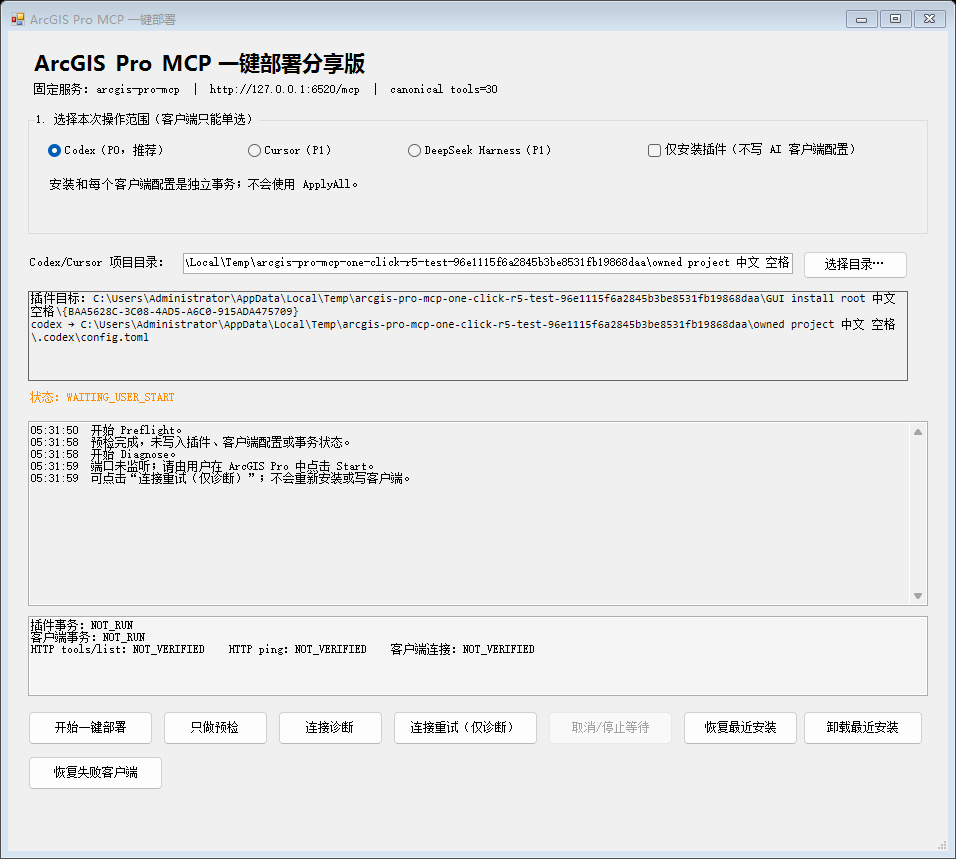 ArcGIS Pro MCP 一键部署
ArcGIS Pro MCP 一键部署分享版
固定服务：arcgis-pro-mcp | http://127.0.0.1:6520/mcp | canonical tools=30
1. 选择本次操作范围（客户端只能单选）
Codex（P0，推荐） Cursor（P1） DeepSeek Harness（P1） 仅安装插件（不写 AI 客户端配置）
安装和每个客户端配置是独立事务；不会使用 ApplyAll。
Codex/Cursor 项目目录： \Local\Temp\arcgis-pro-mcp-one-click-r5-test-96e1115f6a2845b3be8531fb19868daa\owned project 中文 空格 选择目录…
插件目标：C:\Users\Administrator\AppData\Local\Temp\arcgis-pro-mcp-one-click-r5-test-96e1115f6a2845b3be8531fb19868daa\GUI install root 中文
空格\{BAA5628C-3C08-4AD5-A6C0-915ADA475709}
codex → C:\Users\Administrator\AppData\Local\Temp\arcgis-pro-mcp-one-click-r5-test-96e1115f6a2845b3be8531fb19868daa\owned project 中文 空格
\.codex\config.toml
状态：WAITING_USER_START
05:31:50 开始 Preflight。
05:31:58 预检完成，未写入插件、客户端配置或事务状态。
05:31:58 开始 Diagnose。
05:31:59 端口未监听；请由用户在 ArcGIS Pro 中点击 Start。
05:31:59 可点击“连接重试（仅诊断）”；不会重新安装或写客户端。
插件事务：NOT_RUN
客户端事务：NOT_RUN
HTTP tools/list：NOT_VERIFIED HTTP ping：NOT_VERIFIED 客户端连接：NOT_VERIFIED
开始一键部署 只做预检 连接诊断 连接重试（仅诊断） 取消/停止等待 恢复最近安装 卸载最近安装
恢复失败客户端